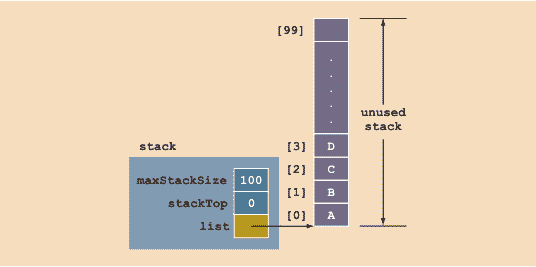 [99]
.
.
.
.
.
unused
stack
stack
[3] D
[2] C
maxStackSize 100
[1] B
stackTop 0
[0] A
list